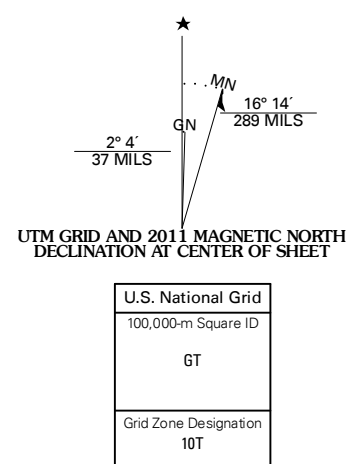 ★
MN
GN
16° 14´
289 MILS
2° 4´
37 MILS
UTM GRID AND 2011 MAGNETIC NORTH
DECLINATION AT CENTER OF SHEET
U.S. National Grid
100,000-m Square ID
GT
Grid Zone Designation
10T